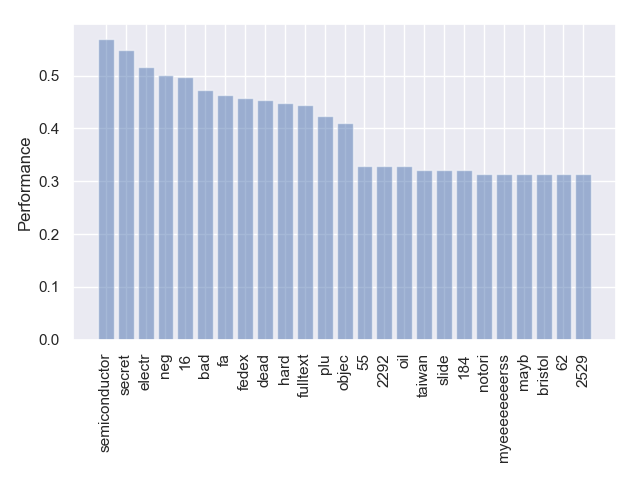 Performance
0.5
0.4
0.3
0.2
0.1
0.0
semiconductor
secret
electr
neg
16
bad
fa
fedex
dead
hard
fulltext
plu
objec
55
2292
oil
taiwan
slide
184
notori
myeeeeeeeerss
mayb
bristol
62
2529